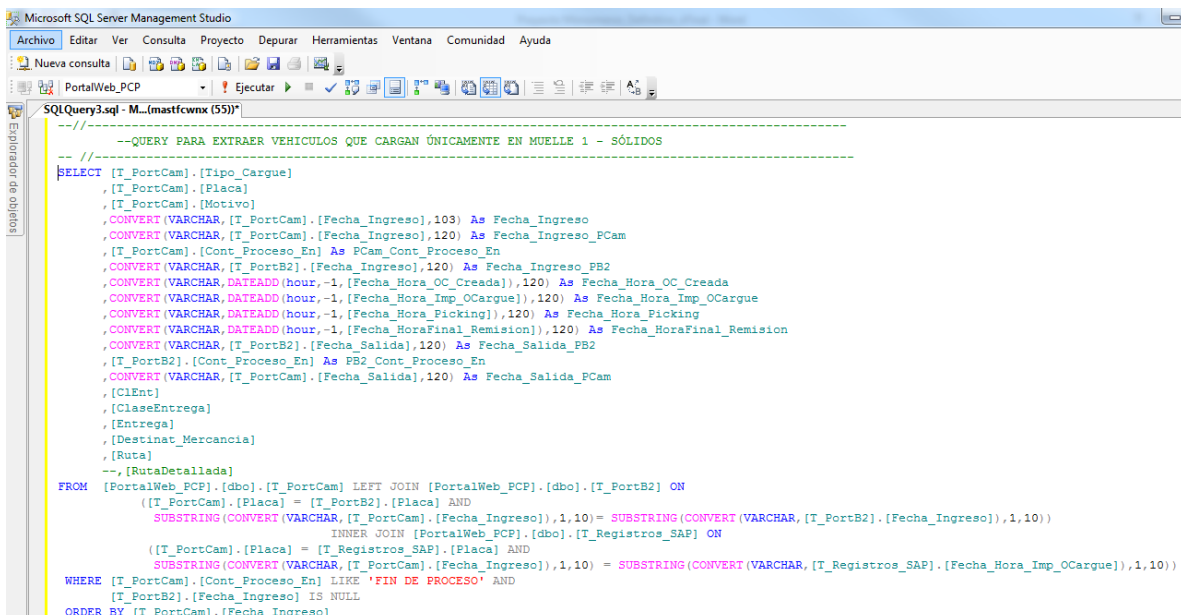 Microsoft SQL Server Management Studio
Archivo Editar Ver Consulta Proyecto Depurar Herramientas Ventana Comunidad Ayuda
Nueva consulta
PortalWeb_PCP Ejecutar
SQLQuery3.sql - M...(mastfcwnx (55))*
Explorador de objetos
--//--------------------------------------------------------------------------------------------------------
--QUERY PARA EXTRAER VEHICULOS QUE CARGAN ÚNICAMENTE EN MUELLE 1 - SÓLIDOS
-- //--------------------------------------------------------------------------------------------------------
SELECT [T_PortCam].[Tipo_Cargue]
,[T_PortCam].[Placa]
,[T_PortCam].[Motivo]
,CONVERT(VARCHAR,[T_PortCam].[Fecha_Ingreso],103) As Fecha_Ingreso
,CONVERT(VARCHAR,[T_PortCam].[Fecha_Ingreso],120) As Fecha_Ingreso_PCam
,[T_PortCam].[Cont_Proceso_En] As PCam_Cont_Proceso_En
,CONVERT(VARCHAR,[T_PortB2].[Fecha_Ingreso],120) As Fecha_Ingreso_PB2
,CONVERT(VARCHAR,DATEADD(hour,-1,[Fecha_Hora_OC_Creada]),120) As Fecha_Hora_OC_Creada
,CONVERT(VARCHAR,DATEADD(hour,-1,[Fecha_Hora_Imp_OCargue]),120) As Fecha_Hora_Imp_OCargue
,CONVERT(VARCHAR,DATEADD(hour,-1,[Fecha_Hora_Picking]),120) As Fecha_Hora_Picking
,CONVERT(VARCHAR,DATEADD(hour,-1,[Fecha_HoraFinal_Remision]),120) As Fecha_HoraFinal_Remision
,CONVERT(VARCHAR,[T_PortB2].[Fecha_Salida],120) As Fecha_Salida_PB2
,[T_PortB2].[Cont_Proceso_En] As PB2_Cont_Proceso_En
,CONVERT(VARCHAR,[T_PortCam].[Fecha_Salida],120) As Fecha_Salida_PCam
,[ClEnt]
,[ClaseEntrega]
,[Entrega]
,[Destinat_Mercancia]
,[Ruta]
--,[RutaDetallada]
FROM [PortalWeb_PCP].[dbo].[T_PortCam] LEFT JOIN [PortalWeb_PCP].[dbo].[T_PortB2] ON
([T_PortCam].[Placa] = [T_PortB2].[Placa] AND
SUBSTRING(CONVERT(VARCHAR,[T_PortCam].[Fecha_Ingreso]),1,10)= SUBSTRING(CONVERT(VARCHAR,[T_PortB2].[Fecha_Ingreso]),1,10))
INNER JOIN [PortalWeb_PCP].[dbo].[T_Registros_SAP] ON
([T_PortCam].[Placa] = [T_Registros_SAP].[Placa] AND
SUBSTRING(CONVERT(VARCHAR,[T_PortCam].[Fecha_Ingreso]),1,10) = SUBSTRING(CONVERT(VARCHAR,[T_Registros_SAP].[Fecha_Hora_Imp_OCargue]),1,10))
WHERE [T_PortCam].[Cont_Proceso_En] LIKE 'FIN DE PROCESO' AND
[T_PortB2].[Fecha_Ingreso] IS NULL
ORDER BY [T_PortCam].[Fecha_Ingreso]